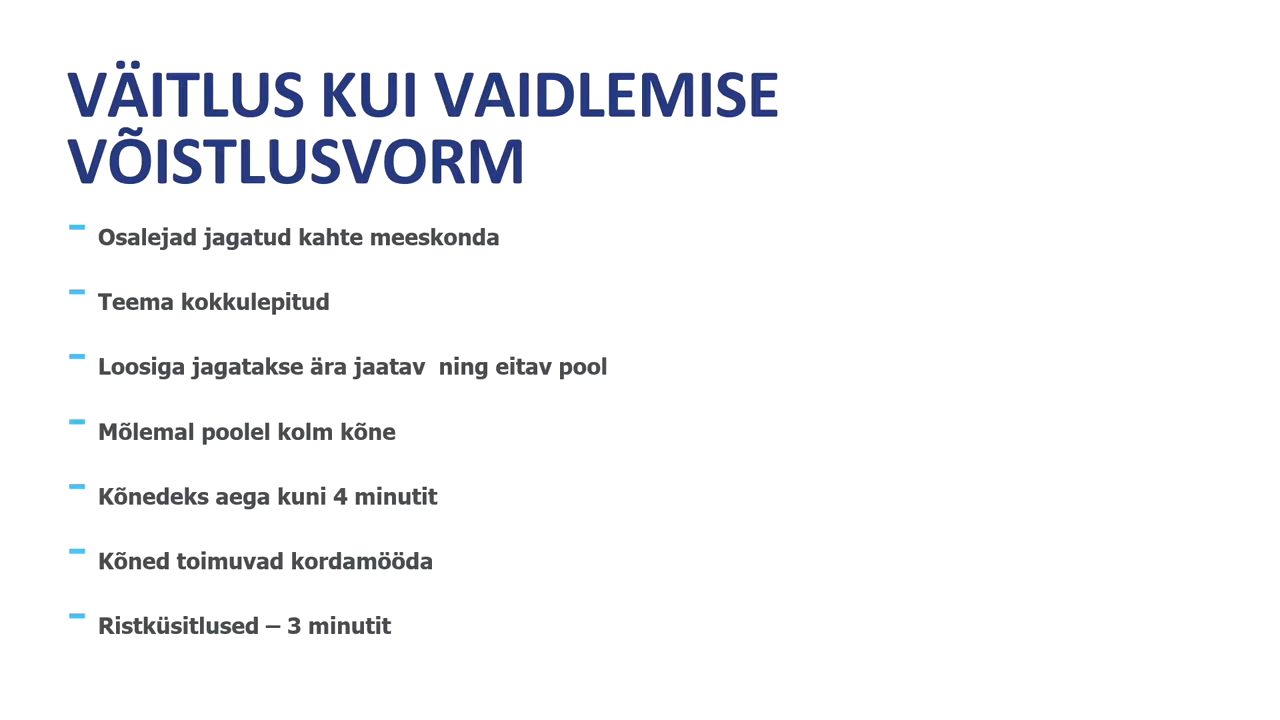 VÄITLUS KUI VAIDLEMISE
VÕISTLUSVORM
- Osalejad jagatud kahte meeskonda
- Teema kokkulepitud
- Loosiga jagatakse ära jaatav  ning eitav pool
- Mõlemal poolel kolm kõne
- Kõnedeks aega kuni 4 minutit
- Kõned toimuvad kordamööda
- Ristküsitlused – 3 minutit